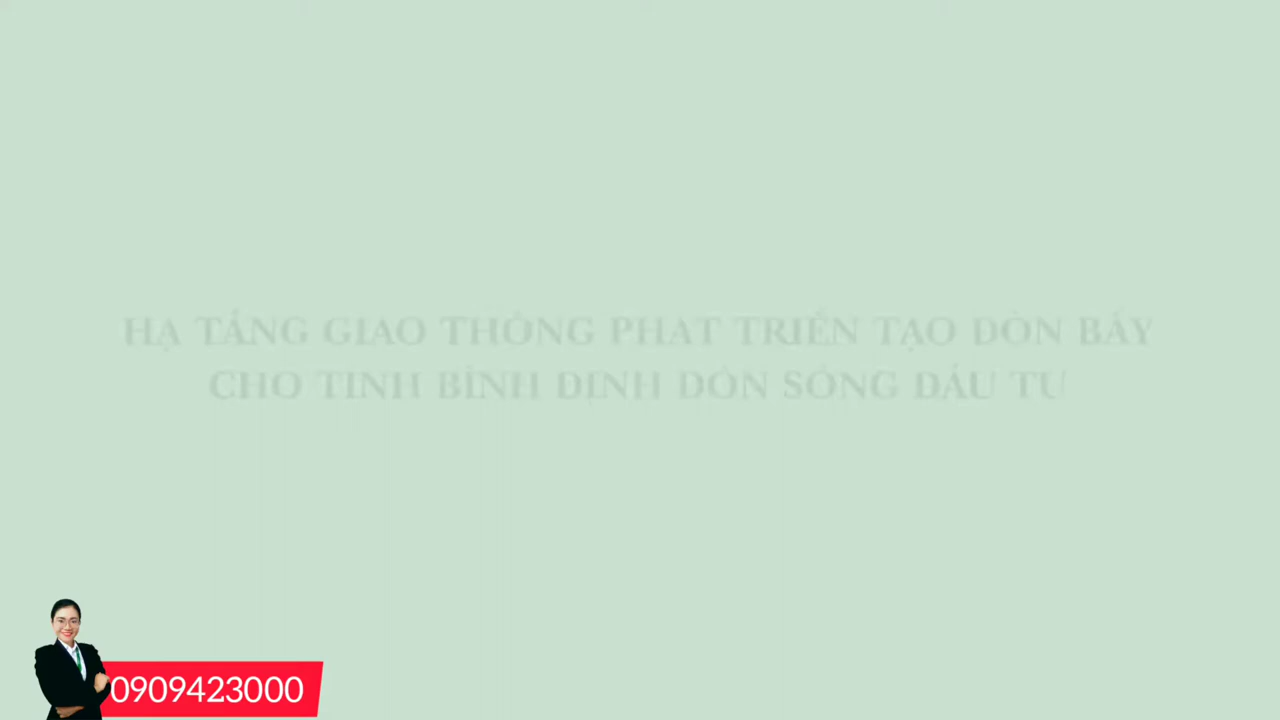 HẠ TẦNG GIAO THÔNG PHÁT TRIỂN TẠO ĐÒN BẨY
CHO TỈNH BÌNH ĐỊNH ĐÓN SÓNG ĐẦU TƯ
0909423000